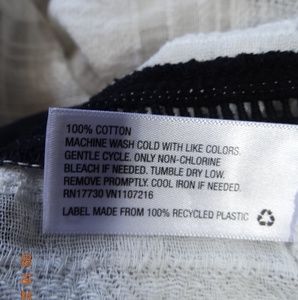 100% COTTON
MACHINE WASH COLD WITH LIKE COLORS.
GENTLE CYCLE. ONLY NON-CHLORINE
BLEACH IF NEEDED. TUMBLE DRY LOW.
REMOVE PROMPTLY. COOL IRON IF NEEDED.
RN17730 VN1107216
LABEL MADE FROM 100% RECYCLED PLASTIC